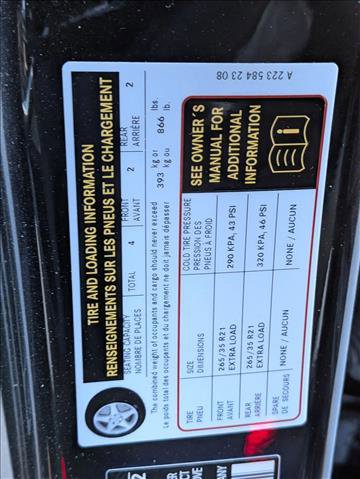 TIRE AND LOADING INFORMATION
RENSEIGNEMENTS SUR LES PNEUS ET LE CHARGEMENT
SEATING CAPACITY TOTAL 4 FRONT 2 REAR 2
NOMBRE DE PLACES AVANT ARRIÈRE
The combined weight of occupants and cargo should never exceed 393 kg or 866 lbs.
Le poids total des occupants et du chargement ne doit jamais dépasser 393 kg ou 866 lb.
TIRE SIZE COLD TIRE PRESSURE
PNEU DIMENSIONS PRESSION DES
PNEUS À FROID
FRONT 265/35 R21 290 KPA, 43 PSI
AVANT EXTRA LOAD
REAR 265/35 R21 320 KPA, 46 PSI
ARRIÈRE EXTRA LOAD
SPARE NONE / AUCUN NONE / AUCUN
DE SECOURS
SEE OWNER´S
MANUAL FOR
ADDITIONAL
INFORMATION
A 223 584 23 08